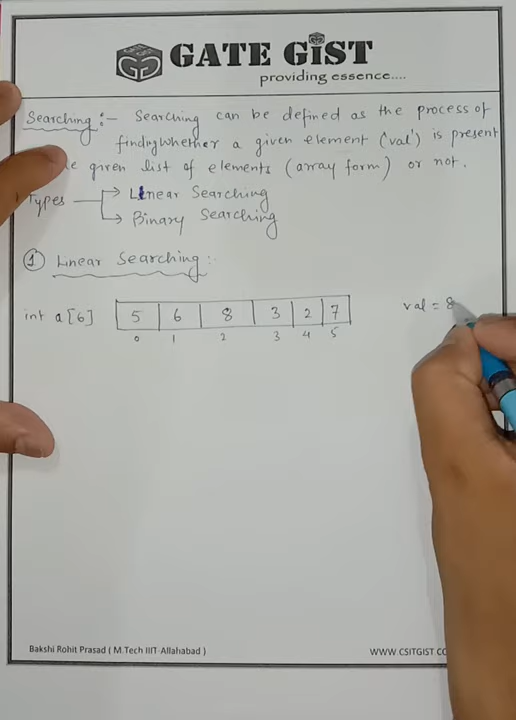 GATE GIST
providing essence....
Searching :- Searching can be defined as the process of
finding whether a given element ('val') is present
given list of elements (array form) or not.
Types Linear Searching
Binary Searching
1 Linear Searching :-
int a[6] 5 6 8 3 2 7 val = 8
0 1 2 3 4 5
Bakshi Rohit Prasad ( M.Tech IIIT-Allahabad ) WWW.CSITGIST.CO